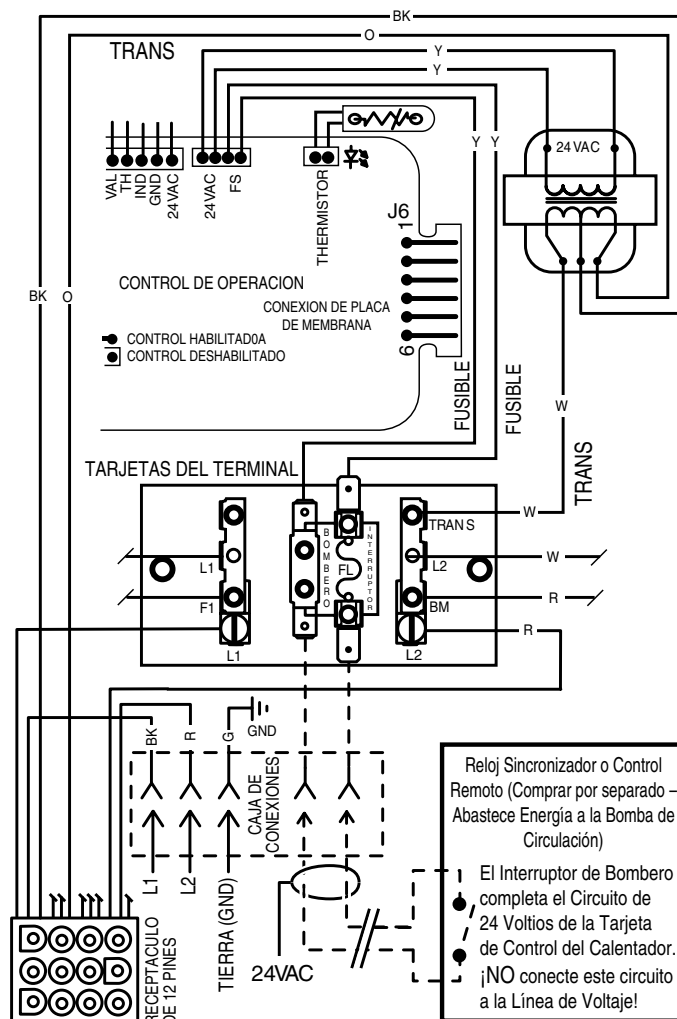 BK
O
TRANS
Y
Y
Y
Y
24 VAC
VAL
TH
IND
GND
24VAC
24VAC
FS
THERMISTOR
J6
1
CONTROL DE OPERACION
CONEXION DE PLACA
DE MEMBRANA
BK
O
CONTROL HABILITAD0A
CONTROL DESHABILITADO
6
FUSIBLE
FUSIBLE
W
TRANS
TARJETAS DEL TERMINAL
TRANS
W
BOMBERO
INTERRUPTOR
L1
FL
L2
W
F1
BM
R
R
L1
L2
BK
R
G
GND
CAJA DE
CONEXIONES
L1
L2
TIERRA (GND)
24VAC
RECEPTACULO
DE 12 PINES
Reloj Sincronizador o Control
Remoto (Comprar por separado –
Abastece Energía a la Bomba de
Circulación)
El Interruptor de Bombero
completa el Circuito de
24 Voltios de la Tarjeta
de Control del Calentador.
¡NO conecte este circuito
a la Línea de Voltaje!